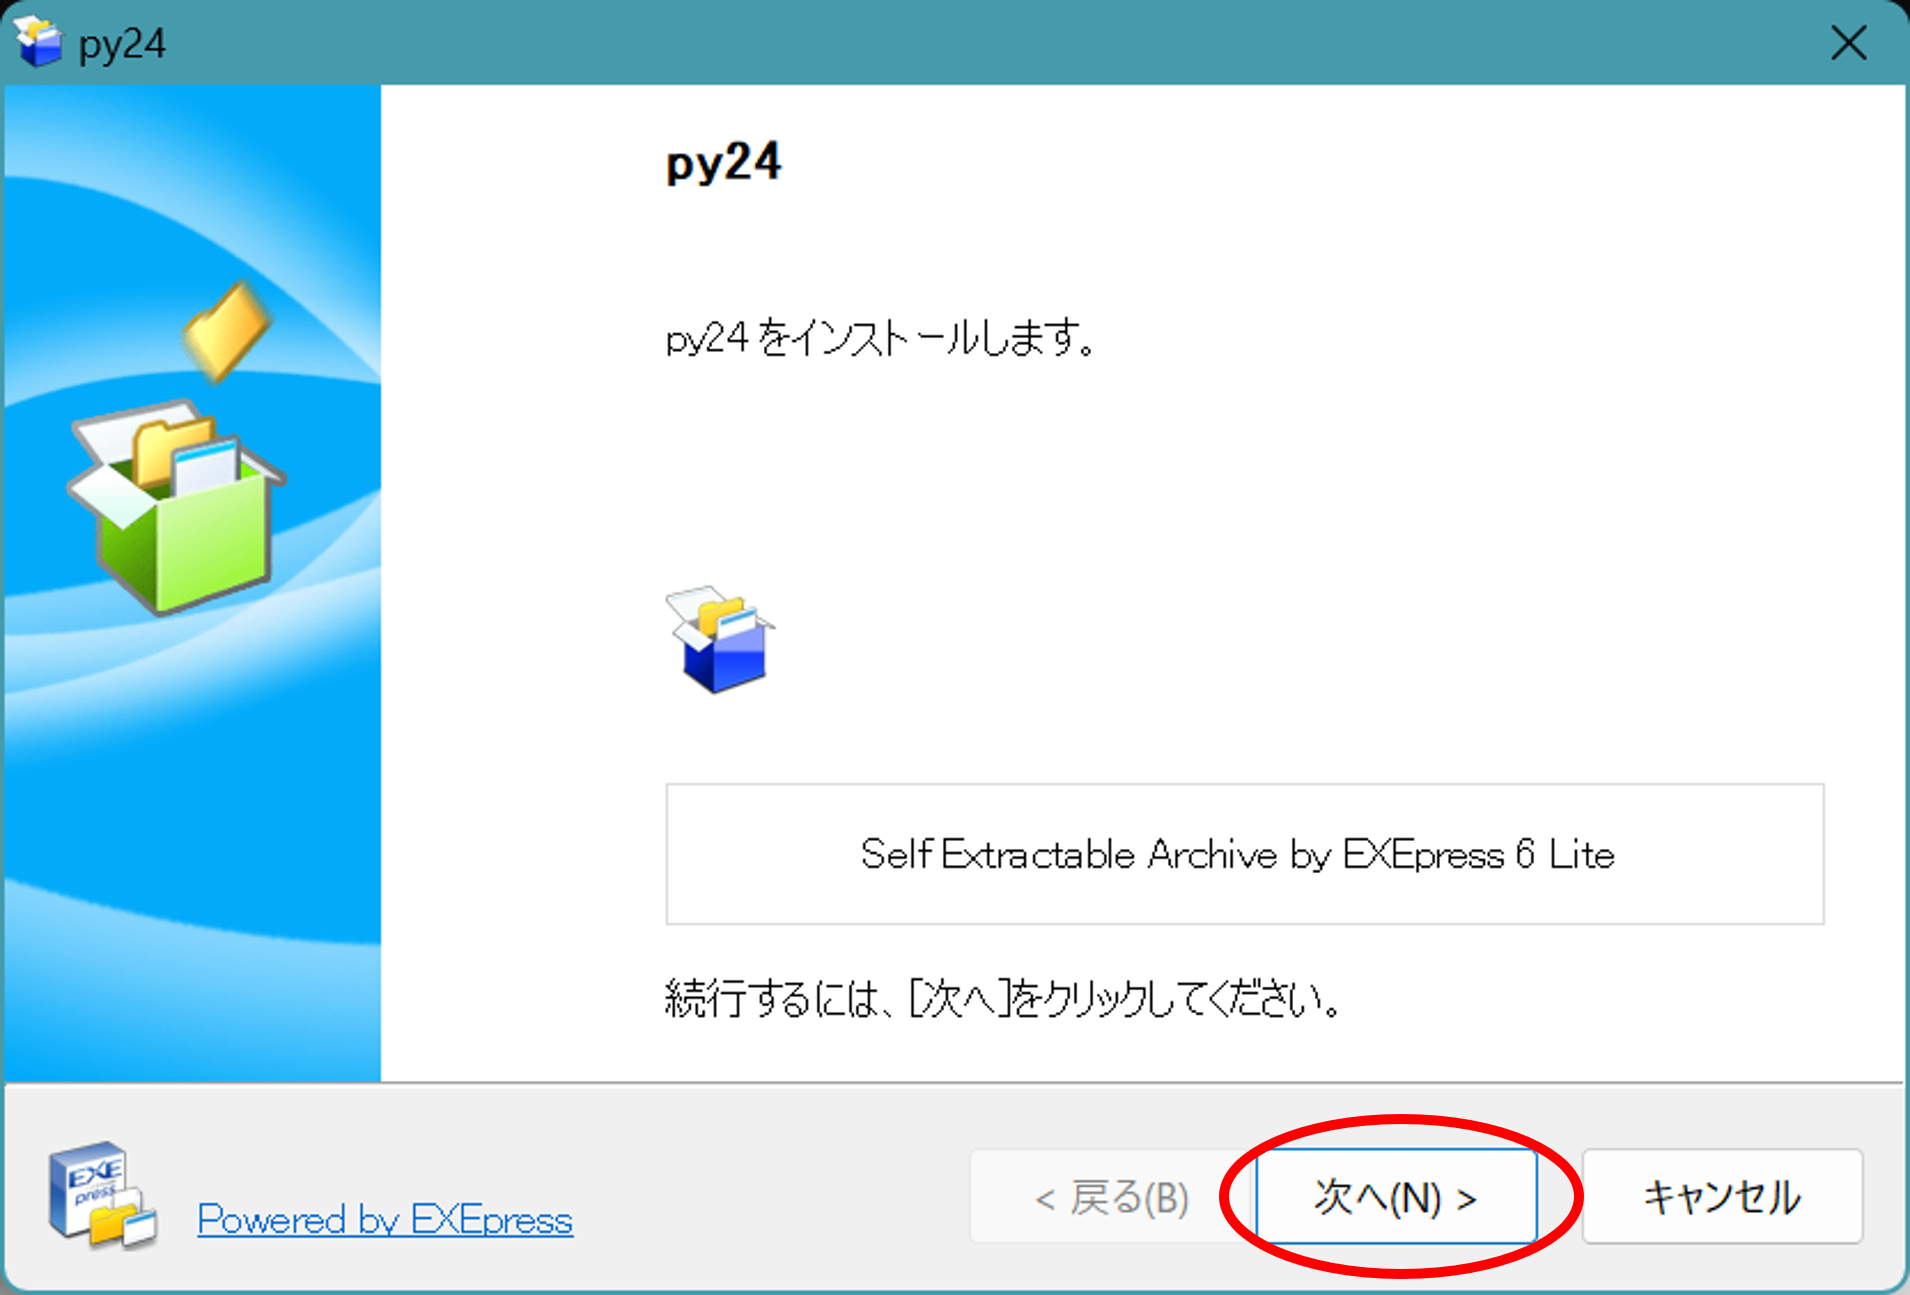 py24
py24
py24 をインストールします。
Self Extractable Archive by EXEpress 6 Lite
続行するには、[次へ]をクリックしてください。
EXE
press
Powered by EXEpress
< 戻る(B)
次へ(N) >
キャンセル